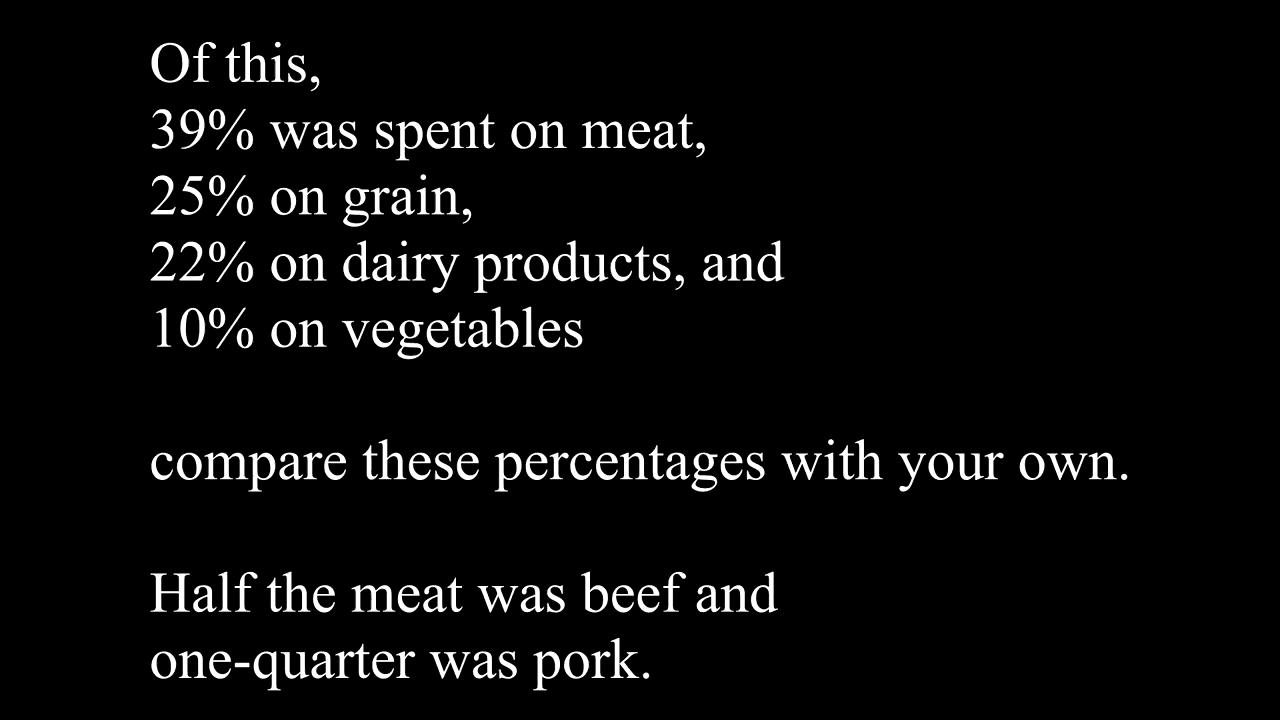 Of this,
39% was spent on meat,
25% on grain,
22% on dairy products, and
10% on vegetables
compare these percentages with your own.
Half the meat was beef and
one-quarter was pork.